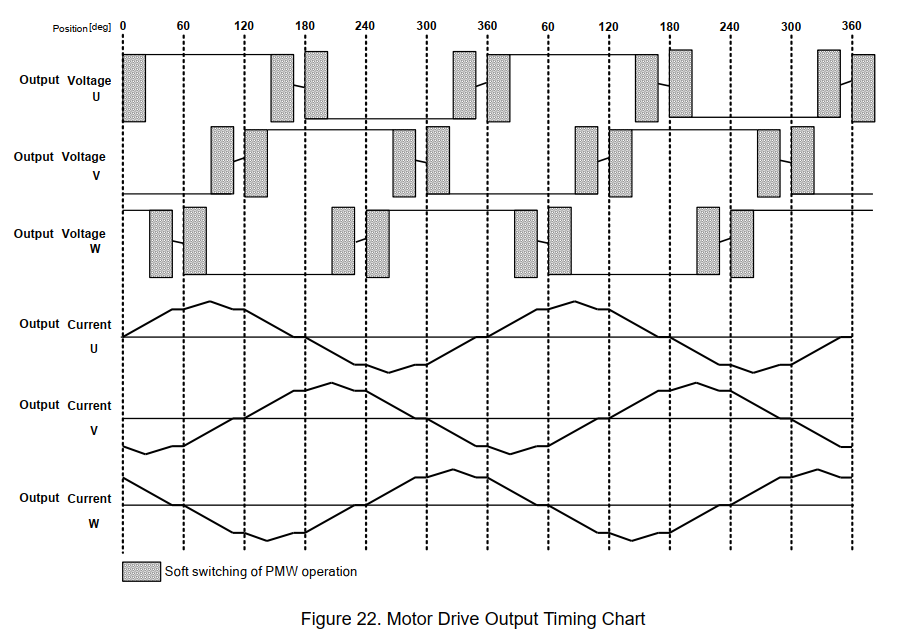 Position[deg] 0 60 120 180 240 300 360 60 120 180 240 300 360
Output Voltage
U
Output Voltage
V
Output Voltage
W
Output Current
U
Output Current
V
Output Current
W
Soft switching of PMW operation
Figure 22. Motor Drive Output Timing Chart